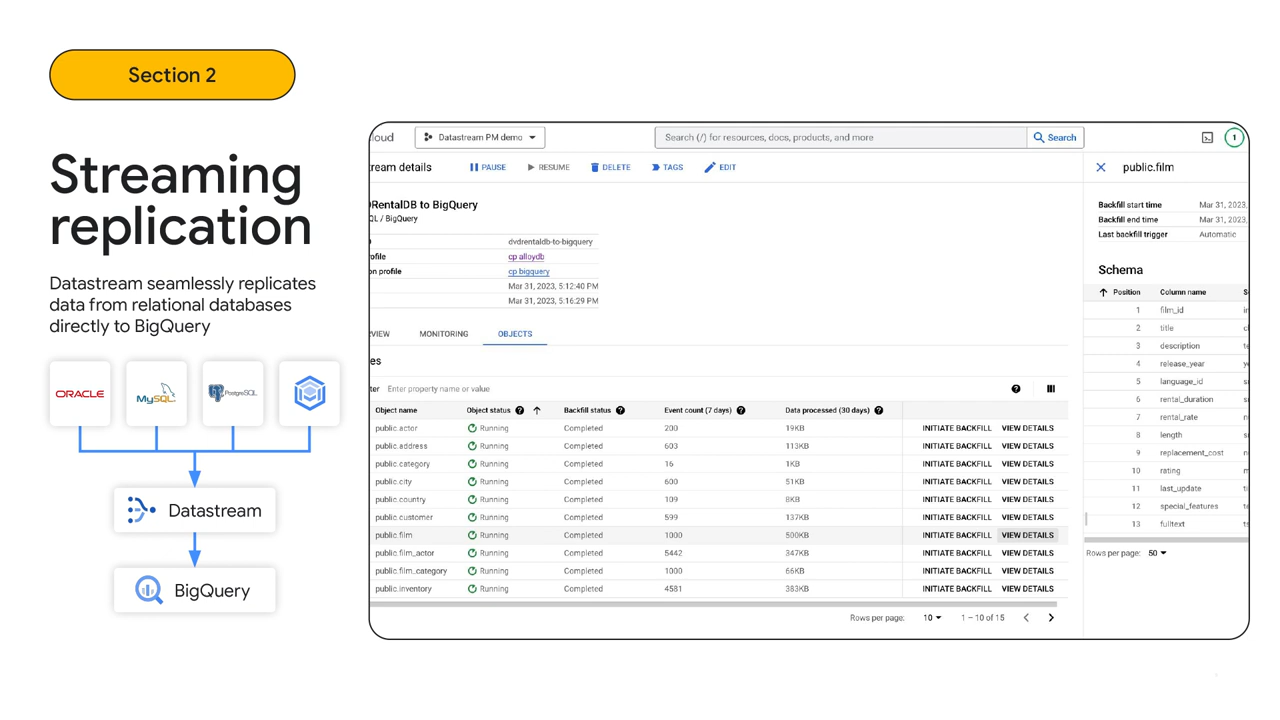 Section 2
Streaming
replication
Datastream seamlessly replicates
data from relational databases
directly to BigQuery
ORACLE
MySQL
PostgreSQL
Datastream
BigQuery
loud
Datastream PM demo
Search (/) for resources, docs, products, and more
Search
1
ream details
PAUSE
RESUME
DELETE
TAGS
EDIT
RentalDB to BigQuery
QL / BigQuery
dvdrentaldb-to-bigquery
ofile
cp alloydb
on profile
cp bigquery
Mar 31, 2023, 5:12:40 PM
Mar 31, 2023, 5:16:29 PM
VIEW
MONITORING
OBJECTS
es
ter Enter property name or value
Object name Object status Backfill status Event count (7 days) Data processed (30 days)
public.actor Running Completed 200 19KB INITIATE BACKFILL VIEW DETAILS
public.address Running Completed 603 113KB INITIATE BACKFILL VIEW DETAILS
public.category Running Completed 16 1KB INITIATE BACKFILL VIEW DETAILS
public.city Running Completed 600 51KB INITIATE BACKFILL VIEW DETAILS
public.country Running Completed 109 8KB INITIATE BACKFILL VIEW DETAILS
public.customer Running Completed 599 137KB INITIATE BACKFILL VIEW DETAILS
public.film Running Completed 1000 500KB INITIATE BACKFILL VIEW DETAILS
public.film_actor Running Completed 5442 347KB INITIATE BACKFILL VIEW DETAILS
public.film_category Running Completed 1000 66KB INITIATE BACKFILL VIEW DETAILS
public.inventory Running Completed 4581 383KB INITIATE BACKFILL VIEW DETAILS
Rows per page: 10 1 – 10 of 15
public.film
Backfill start time Mar 31, 2023,
Backfill end time Mar 31, 2023,
Last backfill trigger Automatic
Schema
Position Column name
1 film_id
2 title
3 description
4 release_year
5 language_id
6 rental_duration
7 rental_rate
8 length
9 replacement_cost
10 rating
11 last_update
12 special_features
13 fulltext
Rows per page: 50